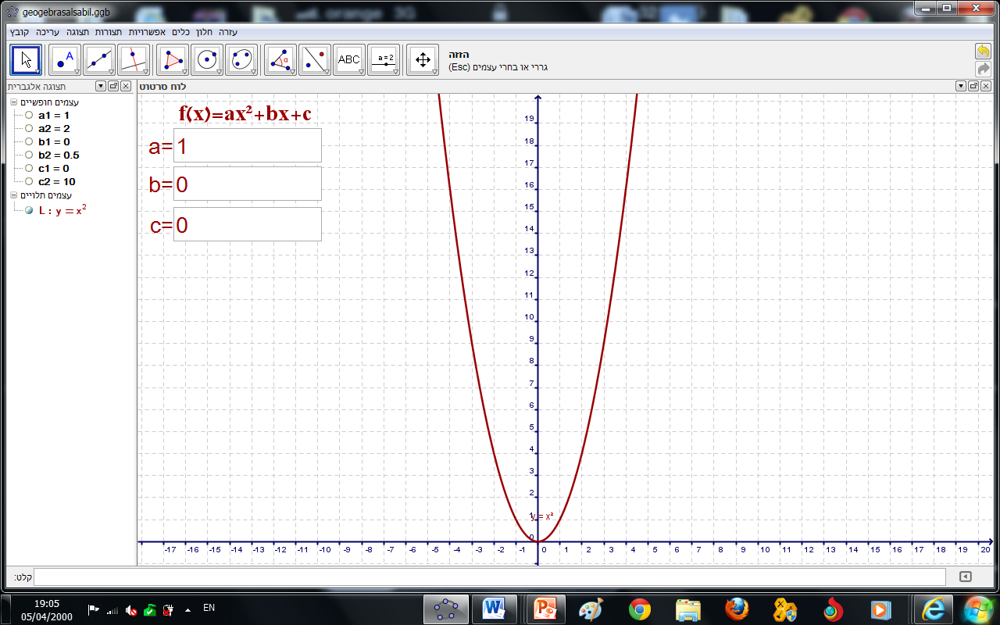 geogebrasalsabil.ggb
orange 3G
קובץ עריכה תצוגה תצורות אפשרויות כלים חלון עזרה
A
α
ABC
a = 2
הזזה
גררי או בחרי עצמים (Esc)
תצוגה אלגברית
לוח סרטוט
עצמים חופשיים
a1 = 1
a2 = 2
b1 = 0
b2 = 0.5
c1 = 0
c2 = 10
עצמים תלויים
L : y = x²
f(x)=ax²+bx+c
a=1
b=0
c=0
19
18
17
16
15
14
13
12
11
10
9
8
7
6
5
4
3
2
1
y = x²
0
-17 -16 -15 -14 -13 -12 -11 -10 -9 -8 -7 -6 -5 -4 -3 -2 -1 0 1 2 3 4 5 6 7 8 9 10 11 12 13 14 15 16 17 18 19 20
קלט:
19:05
05/04/2000
EN